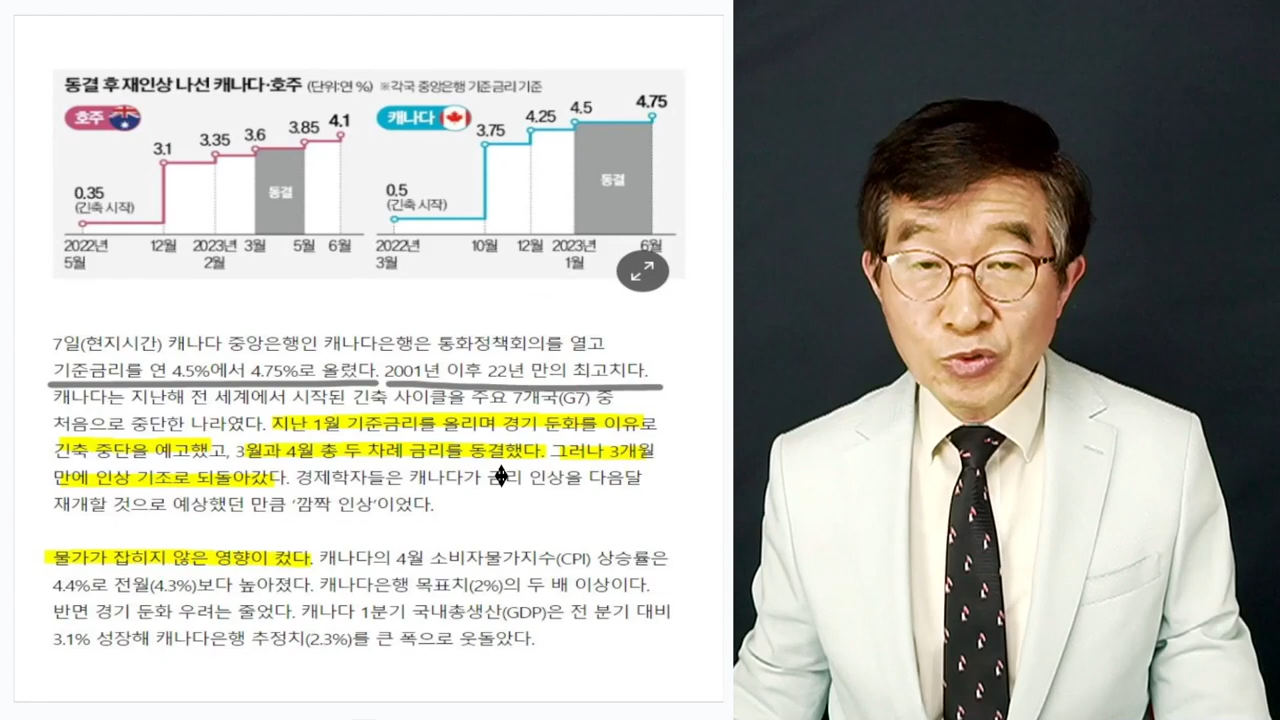 동결 후 재인상 나선 캐나다·호주 (단위:연 %) ※각국 중앙은행 기준금리 기준
호주
0.35
(긴축 시작)
3.1
3.35
3.6
3.85
4.1
동결
2022년 5월
12월
2023년 2월
3월
5월
6월
캐나다
0.5
(긴축 시작)
3.75
4.25
4.5
4.75
동결
2022년 3월
10월
12월
2023년 1월
6월
7일(현지시간) 캐나다 중앙은행인 캐나다은행은 통화정책회의를 열고
기준금리를 연 4.5%에서 4.75%로 올렸다. 2001년 이후 22년 만의 최고치다.
캐나다는 지난해 전 세계에서 시작된 긴축 사이클을 주요 7개국(G7) 중
처음으로 중단한 나라였다. 지난 1월 기준금리를 올리며 경기 둔화를 이유로
긴축 중단을 예고했고, 3월과 4월 총 두 차례 금리를 동결했다. 그러나 3개월
만에 인상 기조로 되돌아갔다. 경제학자들은 캐나다가 금리 인상을 다음달
재개할 것으로 예상했던 만큼 '깜짝 인상'이었다.
물가가 잡히지 않은 영향이 컸다. 캐나다의 4월 소비자물가지수(CPI) 상승률은
4.4%로 전월(4.3%)보다 높아졌다. 캐나다은행 목표치(2%)의 두 배 이상이다.
반면 경기 둔화 우려는 줄었다. 캐나다 1분기 국내총생산(GDP)은 전 분기 대비
3.1% 성장해 캐나다은행 추정치(2.3%)를 큰 폭으로 웃돌았다.